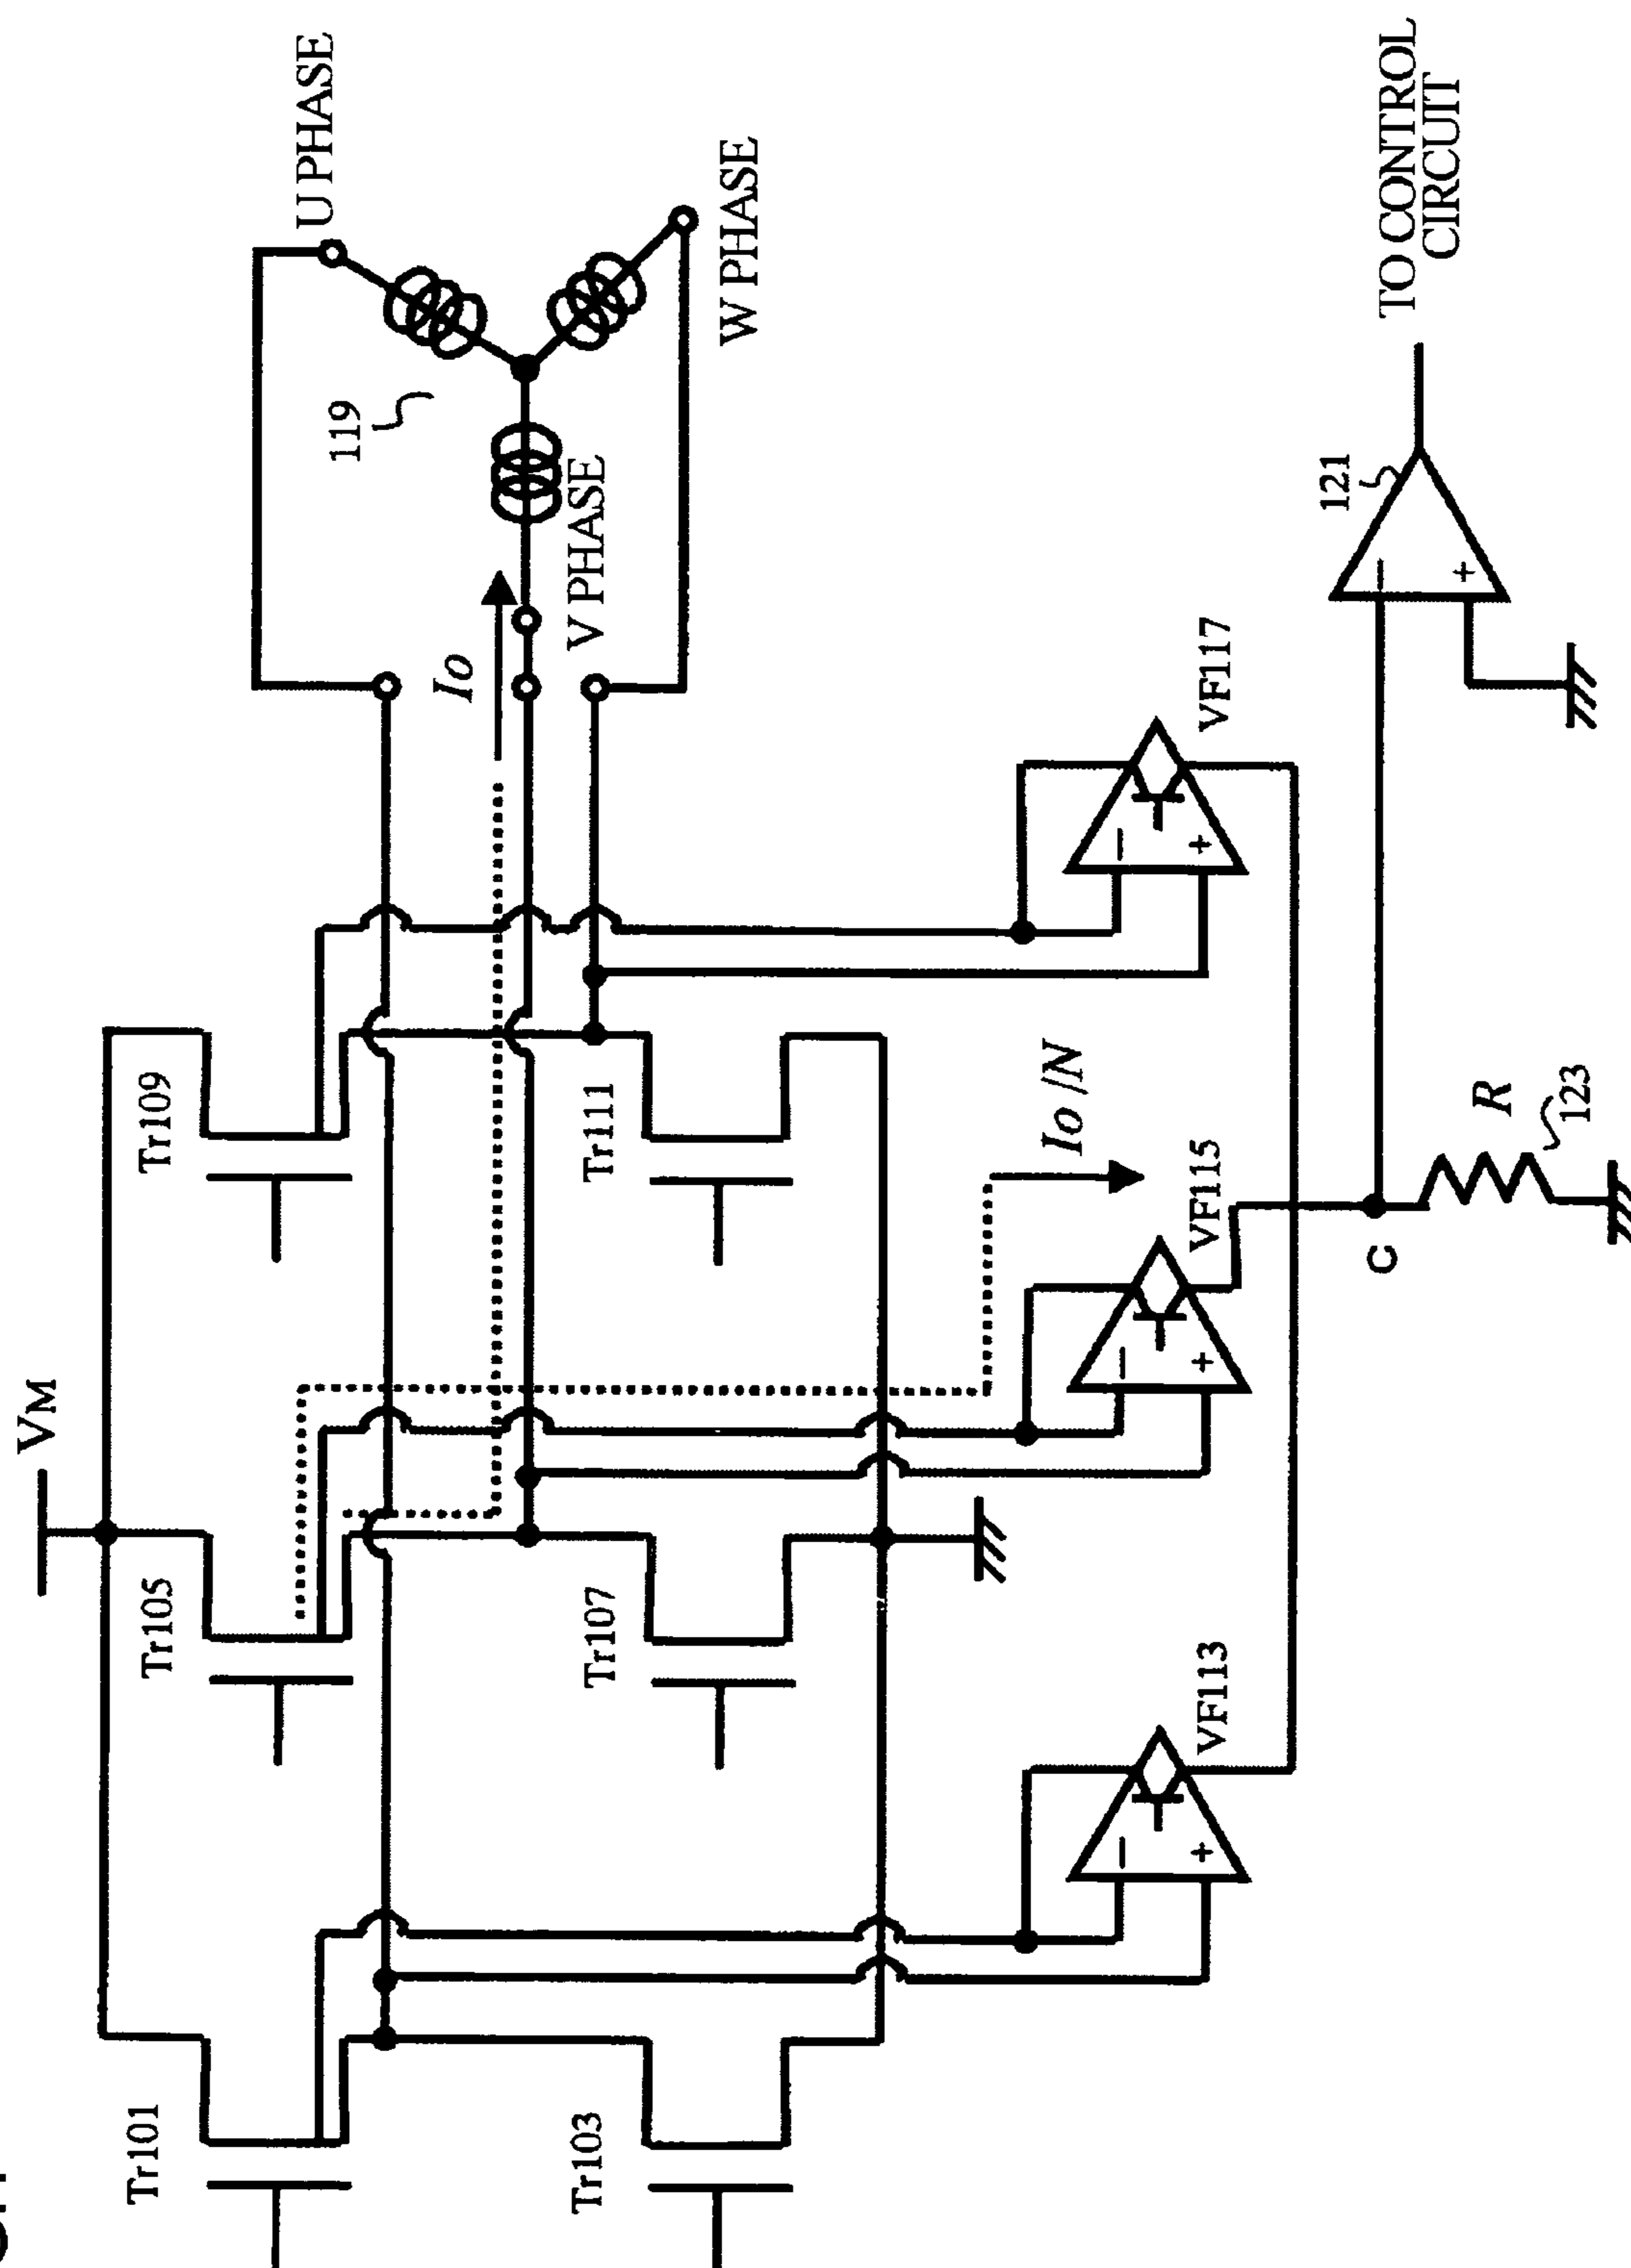 VM
Tr101
Tr105
Tr109
Tr103
Tr107
Tr111
Io
Io /N
119
U PHASE
V PHASE
W PHASE
VF113
VF115
VF117
−
+
−
+
−
+
C
R
123
121
−
+
TO CONTROL
CIRCUIT